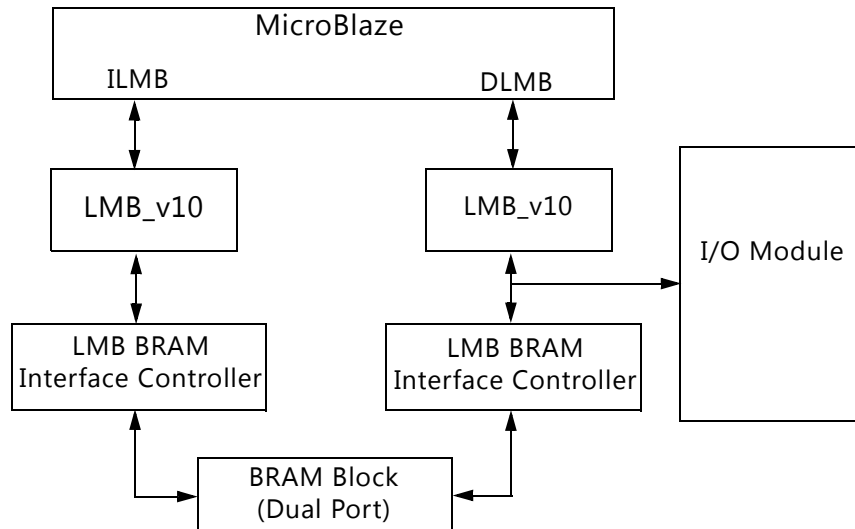 MicroBlaze
ILMB
DLMB
LMB_v10
LMB_v10
I/O Module
LMB BRAM
Interface Controller
LMB BRAM
Interface Controller
BRAM Block
(Dual Port)